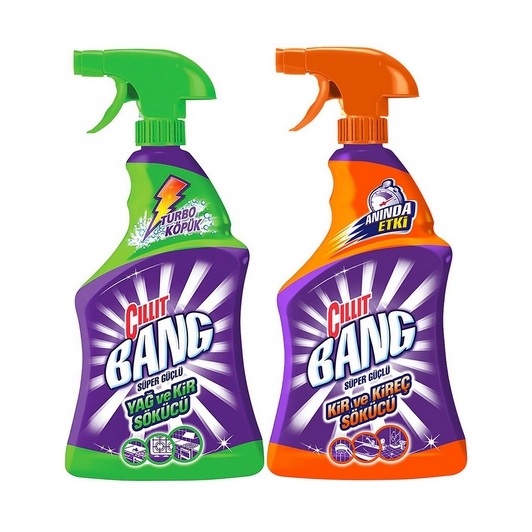 TURBO
KÖPÜK
CILLIT
BANG
SÜPER GÜÇLÜ
YAĞ ve KİR
SÖKÜCÜ
ANINDA
ETKİ
CILLIT
BANG
SÜPER GÜÇLÜ
KİR ve KİREÇ
SÖKÜCÜ